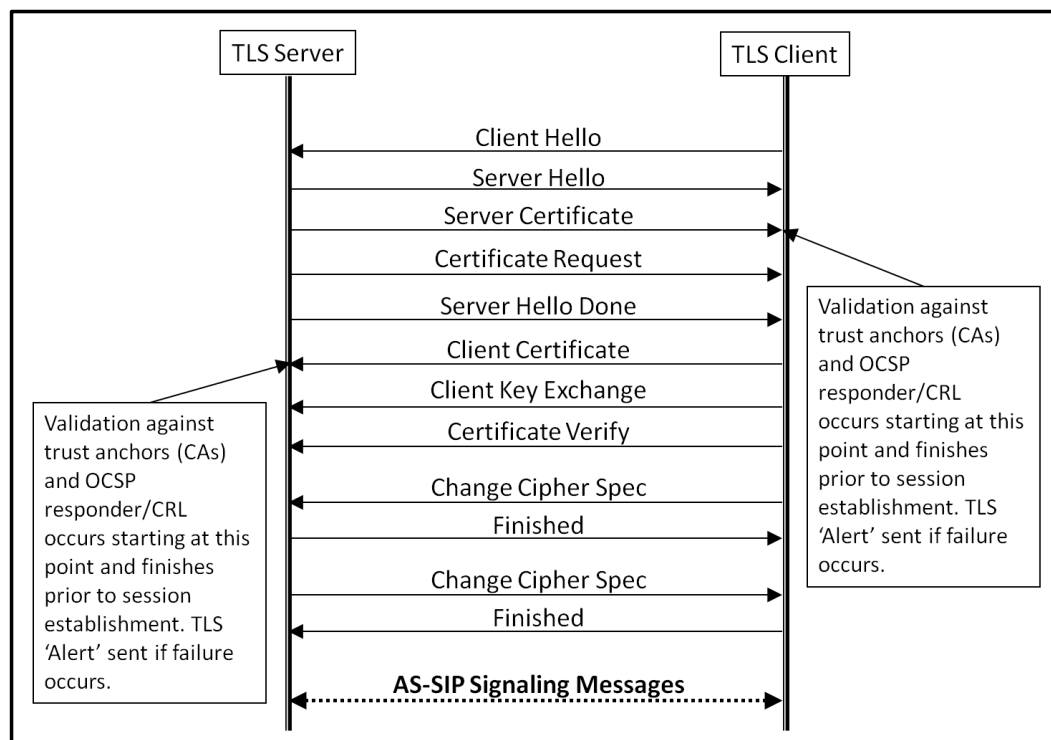 TLS Server
TLS Client
Client Hello
Server Hello
Server Certificate
Certificate Request
Server Hello Done
Client Certificate
Client Key Exchange
Certificate Verify
Change Cipher Spec
Finished
Change Cipher Spec
Finished
AS-SIP Signaling Messages
Validation against
trust anchors (CAs)
and OCSP
responder/CRL
occurs starting at this
point and finishes
prior to session
establishment. TLS
‘Alert’ sent if failure
occurs.
Validation against
trust anchors (CAs)
and OCSP
responder/CRL
occurs starting at this
point and finishes
prior to session
establishment. TLS
‘Alert’ sent if failure
occurs.